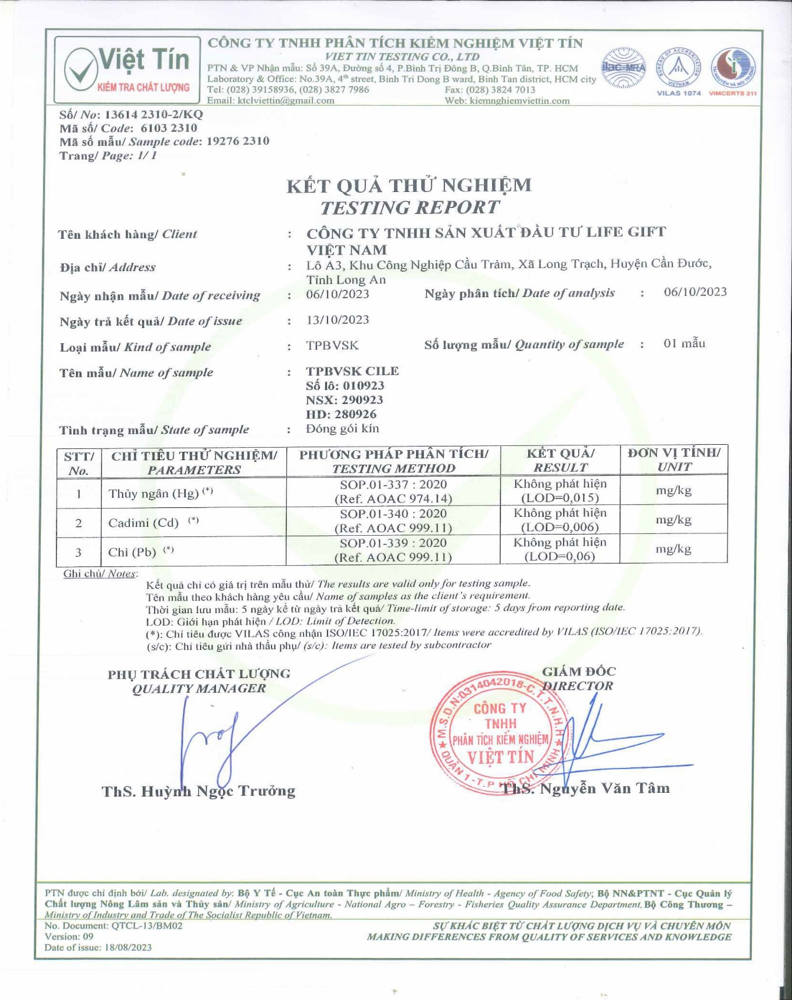 Việt Tín
KIỂM TRA CHẤT LƯỢNG
CÔNG TY TNHH PHÂN TÍCH KIỂM NGHIỆM VIỆT TÍN
VIET TIN TESTING CO., LTD
PTN & VP Nhận mẫu: Số 39A, Đường số 4, P.Bình Trị Đông B, Q.Bình Tân, TP. HCM
Laboratory & Office: No.39A, 4th street, Binh Tri Dong B ward, Binh Tan district, HCM city
Tel: (028) 39158936, (028) 3827 7986 Fax: (028) 3824 7013
Email: ktclviettin@gmail.com Web: kiemnghiemviettin.com
ilac-MRA
BUREAU OF ACCREDITATION
VIETNAM
VILAS 1074
TÀI NGUYÊN VÀ MÔI TRƯỜNG
VIMCERTS 211
Số/ No: 13614 2310-2/KQ
Mã số/ Code: 6103 2310
Mã số mẫu/ Sample code: 19276 2310
Trang/ Page: 1/ 1
KẾT QUẢ THỬ NGHIỆM
TESTING REPORT
Tên khách hàng/ Client : CÔNG TY TNHH SẢN XUẤT ĐẦU TƯ LIFE GIFT
VIỆT NAM
Địa chỉ/ Address : Lô A3, Khu Công Nghiệp Cầu Tràm, Xã Long Trạch, Huyện Cần Đước,
Tỉnh Long An
Ngày nhận mẫu/ Date of receiving : 06/10/2023 Ngày phân tích/ Date of analysis : 06/10/2023
Ngày trả kết quả/ Date of issue : 13/10/2023
Loại mẫu/ Kind of sample : TPBVSK Số lượng mẫu/ Quantity of sample : 01 mẫu
Tên mẫu/ Name of sample : TPBVSK CILE
Số lô: 010923
NSX: 290923
HD: 280926
Tình trạng mẫu/ State of sample : Đóng gói kín
STT/ CHỈ TIÊU THỬ NGHIỆM/ PHƯƠNG PHÁP PHÂN TÍCH/ KẾT QUẢ/ ĐƠN VỊ TÍNH/
No. PARAMETERS TESTING METHOD RESULT UNIT
1 Thủy ngân (Hg) (*) SOP.01-337 : 2020 Không phát hiện mg/kg
(Ref. AOAC 974.14) (LOD=0,015)
2 Cadimi (Cd) (*) SOP.01-340 : 2020 Không phát hiện mg/kg
(Ref. AOAC 999.11) (LOD=0,006)
3 Chì (Pb) (*) SOP.01-339 : 2020 Không phát hiện mg/kg
(Ref. AOAC 999.11) (LOD=0,06)
Ghi chú/ Notes:
Kết quả chỉ có giá trị trên mẫu thử/ The results are valid only for testing sample.
Tên mẫu theo khách hàng yêu cầu/ Name of samples as the client's requirement.
Thời gian lưu mẫu: 5 ngày kể từ ngày trả kết quả/ Time-limit of storage: 5 days from reporting date.
LOD: Giới hạn phát hiện / LOD: Limit of Detection.
(*): Chỉ tiêu được VILAS công nhận ISO/IEC 17025:2017/ Items were accredited by VILAS (ISO/IEC 17025:2017).
(s/c): Chỉ tiêu gửi nhà thầu phụ/ (s/c): Items are tested by subcontractor
PHỤ TRÁCH CHẤT LƯỢNG
QUALITY MANAGER
GIÁM ĐỐC
DIRECTOR
M.S.D.N:0314042018-C.T.T.N.H.H
CÔNG TY
TNHH
PHÂN TÍCH KIỂM NGHIỆM
VIỆT TÍN
QUẬN 1-T.P HỒ CHÍ MINH
ThS. Huỳnh Ngọc Trưởng
ThS. Nguyễn Văn Tâm
PTN được chỉ định bởi/ Lab. designated by: Bộ Y Tế - Cục An toàn Thực phẩm/ Ministry of Health - Agency of Food Safety; Bộ NN&PTNT - Cục Quản lý
Chất lượng Nông Lâm sản và Thủy sản/ Ministry of Agriculture - National Agro – Forestry - Fisheries Quality Assurance Department, Bộ Công Thương –
Ministry of Industry and Trade of The Socialist Republic of Vietnam.
No. Document: QTCL-13/BM02
Version: 09
Date of issue: 18/08/2023
SỰ KHÁC BIỆT TỪ CHẤT LƯỢNG DỊCH VỤ VÀ CHUYÊN MÔN
MAKING DIFFERENCES FROM QUALITY OF SERVICES AND KNOWLEDGE